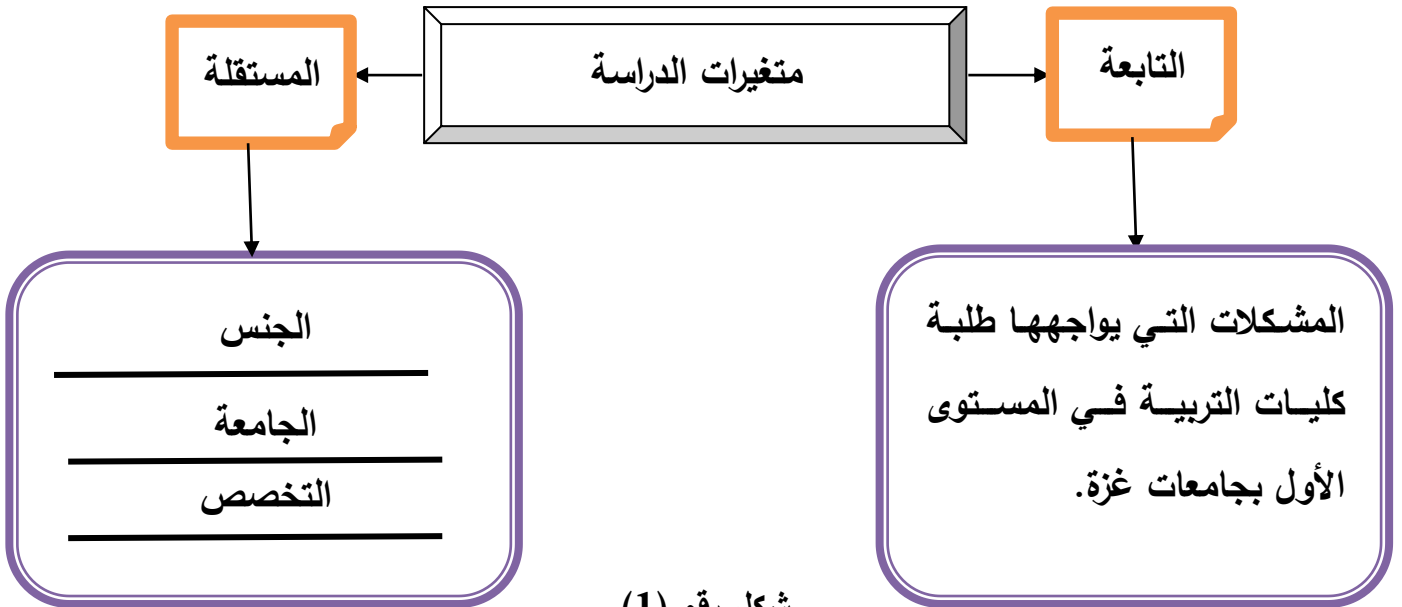 متغيرات الدراسة
التابعة
المستقلة
المشكلات التي يواجهها طلبة
كليات التربية في المستوى
الأول بجامعات غزة.
الجنس
الجامعة
التخصص
شكل رقم (1)